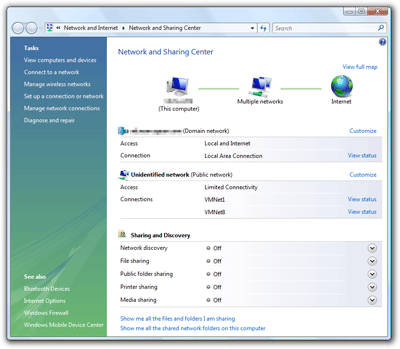 Network and Internet Network and Sharing Center
Search
Tasks
View computers and devices
Connect to a network
Manage wireless networks
Set up a connection or network
Manage network connections
Diagnose and repair
See also
Bluetooth Devices
Internet Options
Windows Firewall
Windows Mobile Device Center
Network and Sharing Center
View full map
(This computer)
Multiple networks
Internet
(Domain network)
Customize
Access
Local and Internet
Connection
Local Area Connection
View status
Unidentified network (Public network)
Customize
Access
Limited Connectivity
Connections
VMNet1
View status
VMNet8
View status
Sharing and Discovery
Network discovery
Off
File sharing
Off
Public folder sharing
Off
Printer sharing
Off
Media sharing
Off
Show me all the files and folders I am sharing
Show me all the shared network folders on this computer